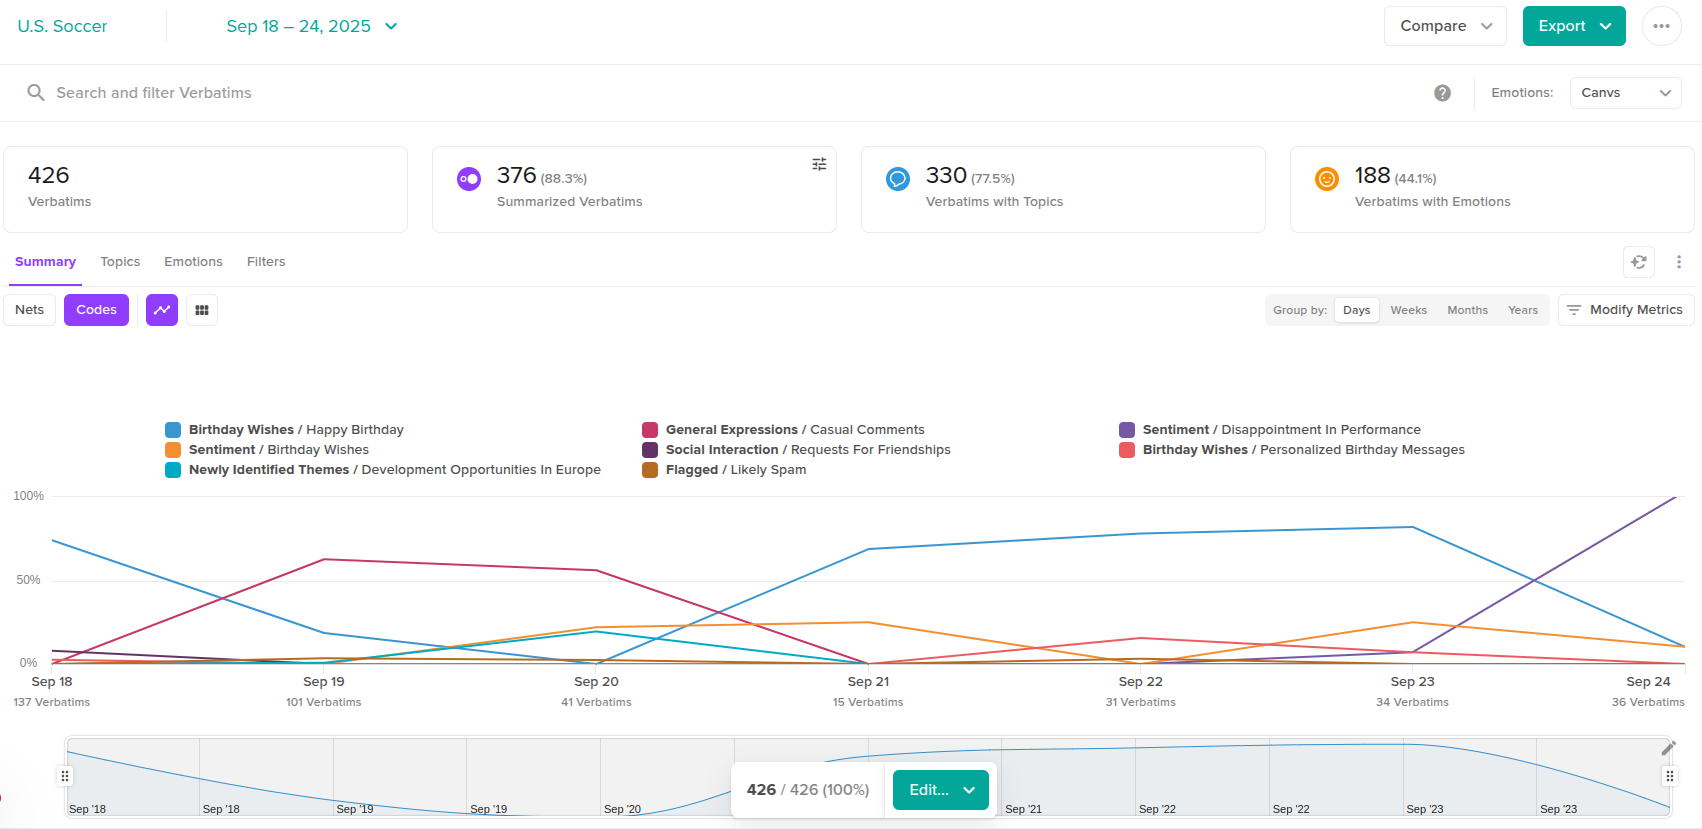 U.S. Soccer
Sep 18 – 24, 2025
Compare
Export
Search and filter Verbatims
Emotions:
Canvs
426
Verbatims
376 (88.3%)
Summarized Verbatims
330 (77.5%)
Verbatims with Topics
188 (44.1%)
Verbatims with Emotions
Summary
Topics
Emotions
Filters
Nets
Codes
Group by:
Days
Weeks
Months
Years
Modify Metrics
Birthday Wishes / Happy Birthday
General Expressions / Casual Comments
Sentiment / Disappointment In Performance
Sentiment / Birthday Wishes
Social Interaction / Requests For Friendships
Birthday Wishes / Personalized Birthday Messages
Newly Identified Themes / Development Opportunities In Europe
Flagged / Likely Spam
100%
50%
0%
Sep 18
Sep 19
Sep 20
Sep 21
Sep 22
Sep 23
Sep 24
137 Verbatims
101 Verbatims
41 Verbatims
15 Verbatims
31 Verbatims
34 Verbatims
36 Verbatims
426 / 426 (100%)
Edit...
Sep '18
Sep '18
Sep '19
Sep '19
Sep '20
Sep '21
Sep '22
Sep '22
Sep '23
Sep '23